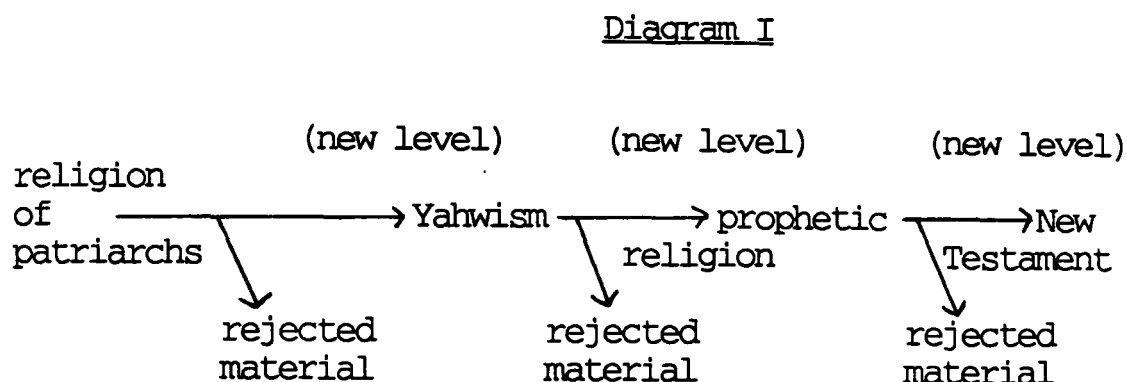 Diagram I
(new level) (new level) (new level)
religion
of
patriarchs
Yahwism
prophetic
religion
New
Testament
rejected
material
rejected
material
rejected
material